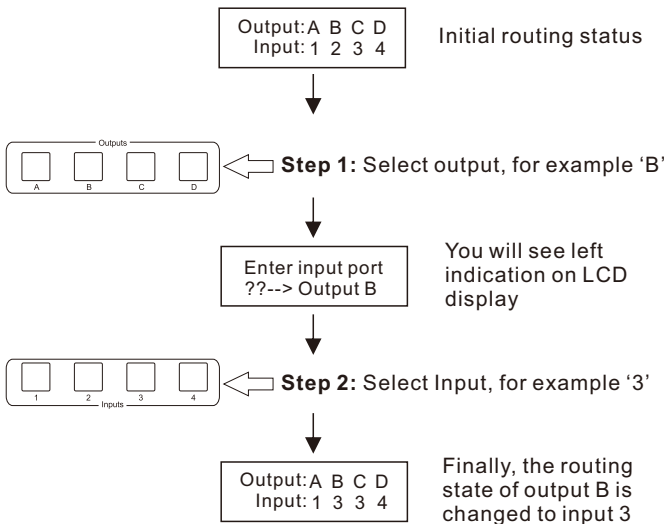 Output: A B C D
Input: 1 2 3 4
Initial routing status
Outputs
A B C D
Step 1: Select output, for example ‘B’
Enter input port
??--> Output B
You will see left
indication on LCD
display
1 2 3 4
Inputs
Step 2: Select Input, for example ‘3’
Output: A B C D
Input: 1 3 3 4
Finally, the routing
state of output B is
changed to input 3